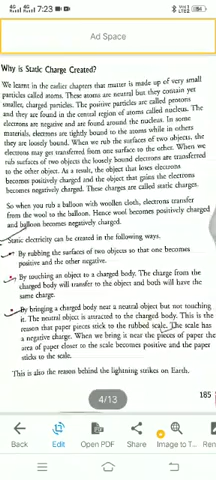 7:23
Ad Space
Why is Static Charge Created?
We learnt in the earlier chapters that matter is made up of very small
particles called atoms. These atoms are neutral but they contain yet
smaller, charged particles. The positive particles are called protons
and they are found in the central region of atoms called nucleus. The
electrons are negative and are found around the nucleus. In some
materials, electrons are tightly bound to the atoms while in others
they are loosely bound. When we rub the surfaces of two objects, the
electrons may get transferred from one surface to the other. When we
rub surfaces of two objects the loosely bound electrons are transferred
to the other object. As a result, the object that loses electrons
becomes positively charged and the object that gains the electrons
becomes negatively charged. These charges are called static charges.
So when you rub a balloon with woollen cloth, electrons transfer
from the wool to the balloon. Hence wool becomes positively charged
and balloon becomes negatively charged.
Static electricity can be created in the following ways.
• By rubbing the surfaces of two objects so that one becomes
positive and the other negative.
• By touching an object to a charged body. The charge from the
charged body will transfer to the object and both will have the
same charge.
• By bringing a charged body near a neutral object but not touching
it. The neutral object is attracted to the charged body. This is the
reason that paper pieces stick to the rubbed scale. The scale has
a negative charge. When we bring it near the pieces of paper the
area of paper closer to the scale becomes positive and the paper
sticks to the scale.
This is also the reason behind the lightning strikes on Earth.
4/13
185
Back
Edit
Open PDF
Share
Image to T...
Ren